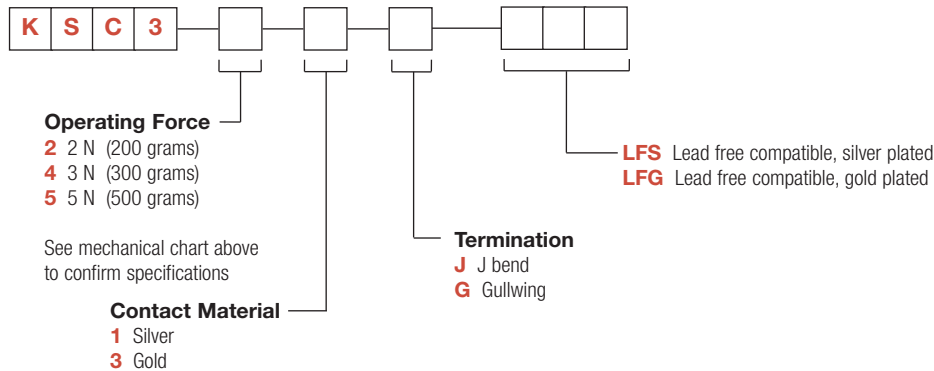 K S C 3
Operating Force
2 2 N (200 grams)
4 3 N (300 grams)
5 5 N (500 grams)
See mechanical chart above
to confirm specifications
Contact Material
1 Silver
3 Gold
Termination
J J bend
G Gullwing
LFS Lead free compatible, silver plated
LFG Lead free compatible, gold plated